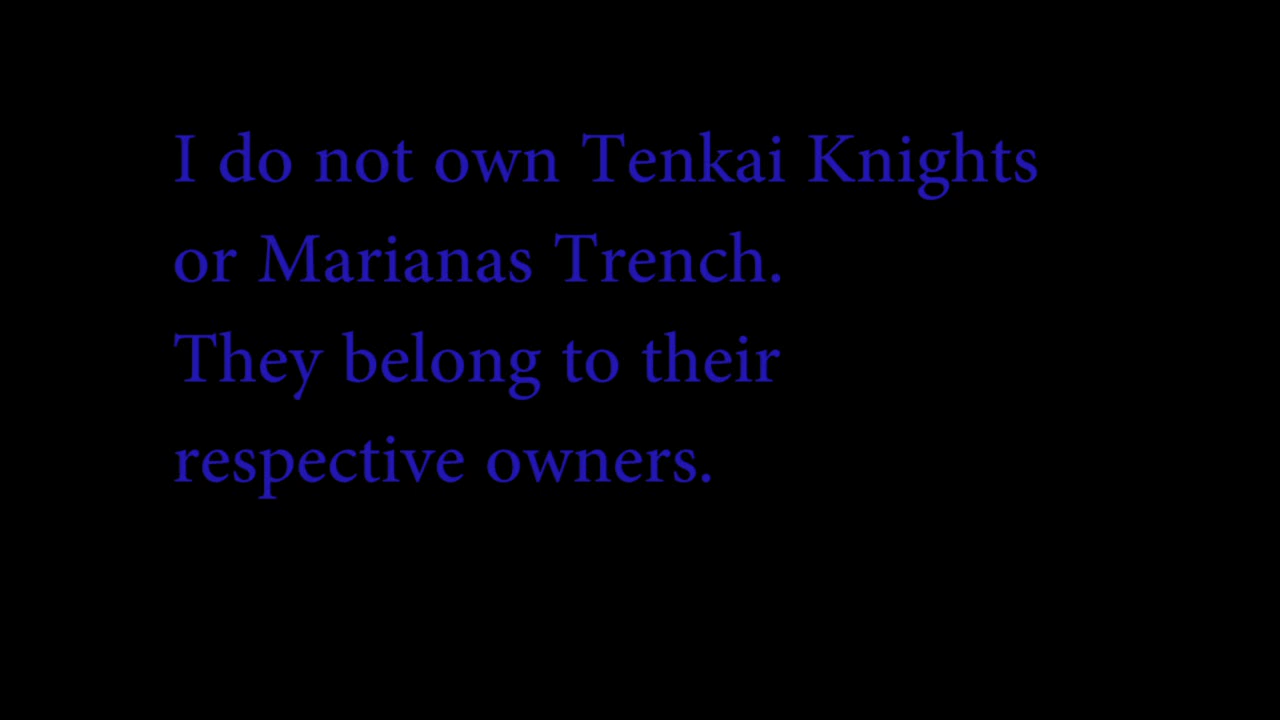 I do not own Tenkai Knights
or Marianas Trench.
They belong to their
respective owners.